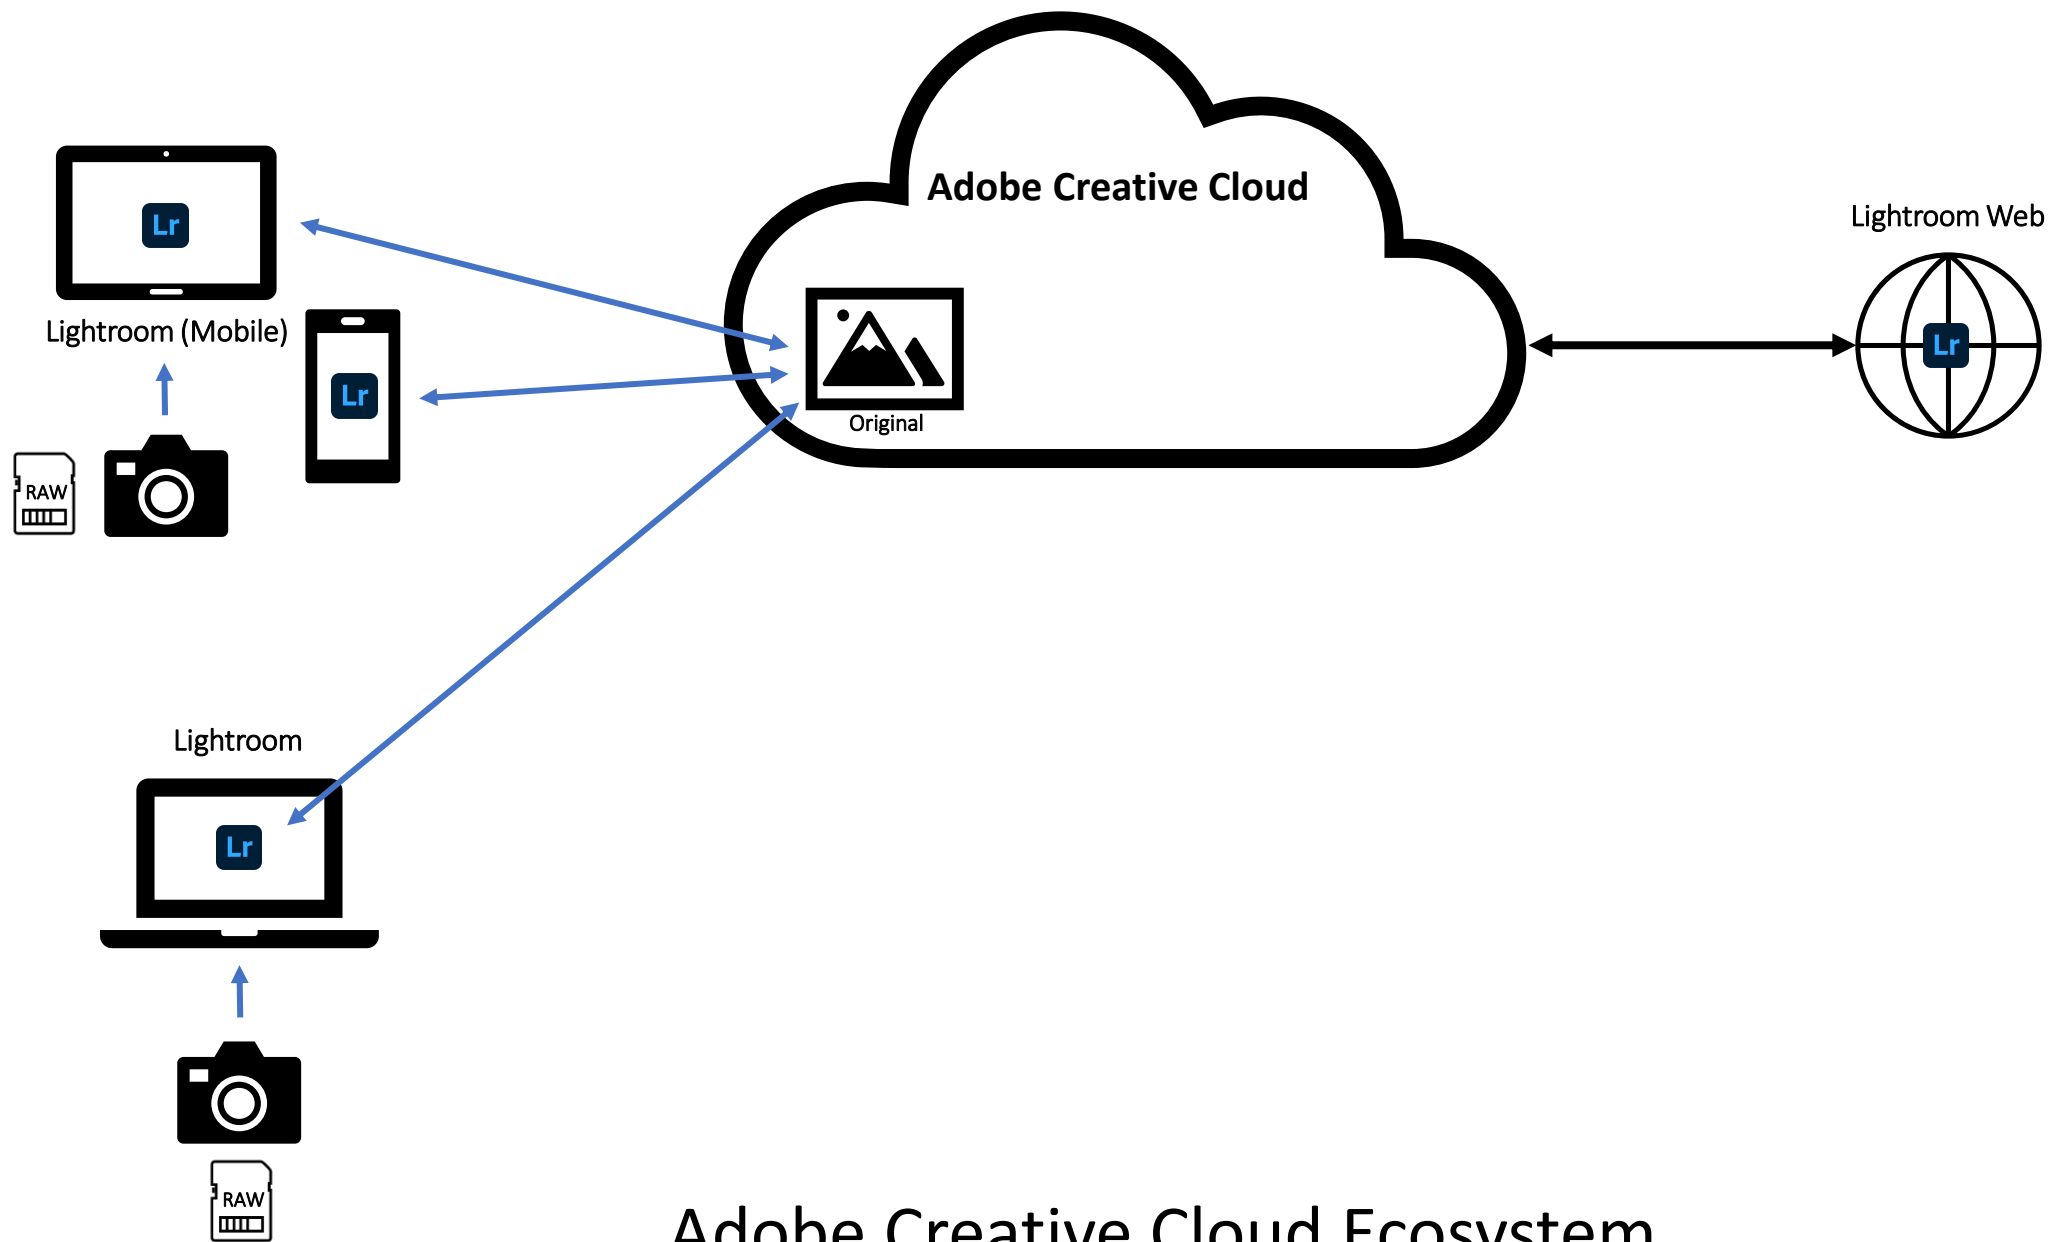 Adobe Creative Cloud
Lightroom Web
Lr
Lightroom (Mobile)
Lr
Lr
Original
RAW
Lightroom
Lr
RAW
Lr
Adobe Creative Cloud Ecosystem